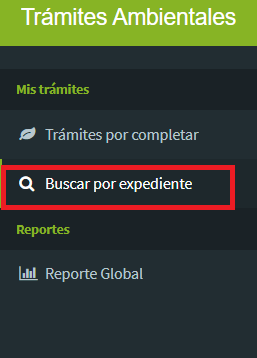 Trámites Ambientales
Mis trámites
Trámites por completar
Buscar por expediente
Reportes
Reporte Global